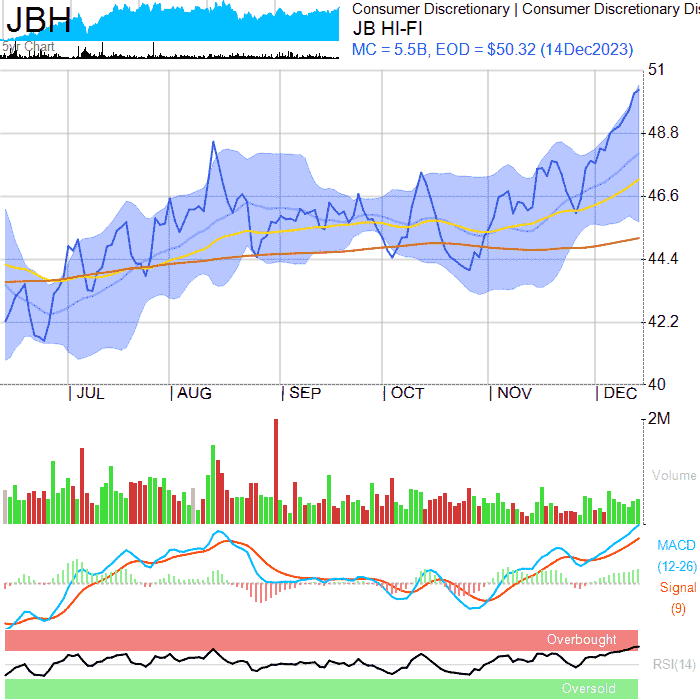 JBH
5yr Chart
Consumer Discretionary | Consumer Discretionary Dis
JB HI-FI
MC = 5.5B, EOD = $50.32 (14Dec2023)
51
48.8
46.6
44.4
42.2
40
JUL AUG SEP OCT NOV DEC
2M
Volume
MACD
(12-26)
Signal
(9)
Overbought
RSI(14)
Oversold